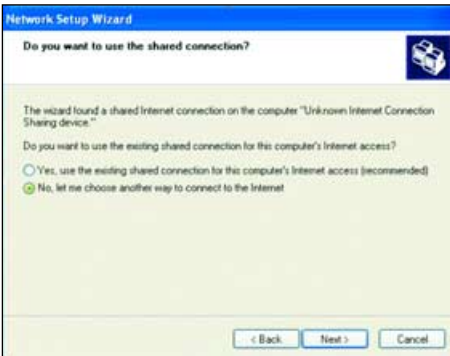 Network Setup Wizard
Do you want to use the shared connection?
The wizard found a shared Internet connection on the computer "Unknown Internet Connection
Sharing device."
Do you want to use the existing shared connection for this computer's Internet access?
Yes, use the existing shared connection for this computer's Internet access (recommended)
No, let me choose another way to connect to the Internet
< Back
Next >
Cancel